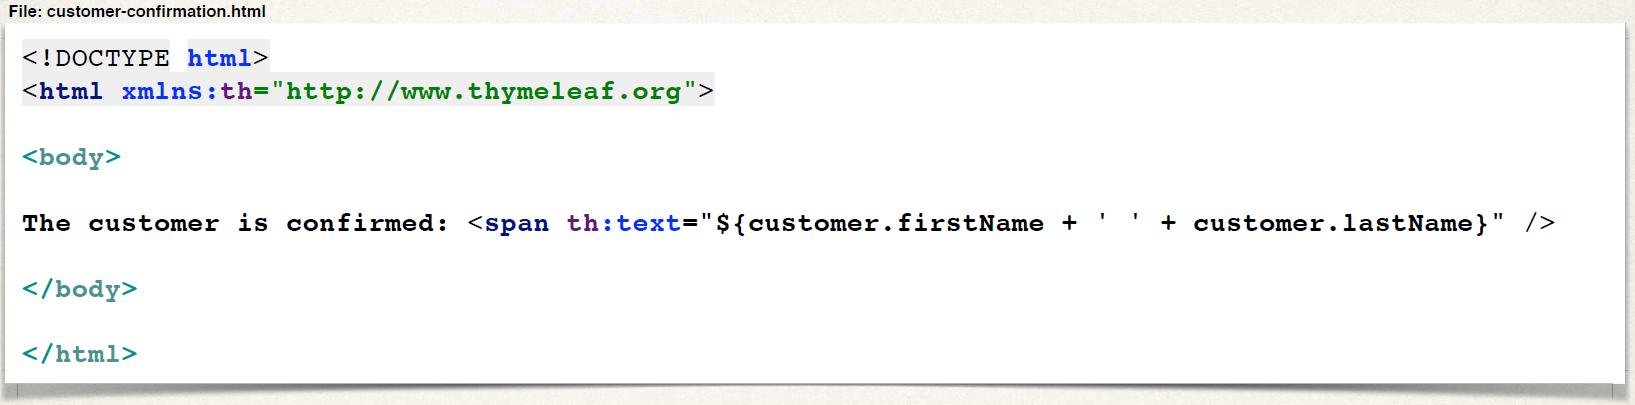 File: customer-confirmation.html
<!DOCTYPE html>
<html xmlns:th="http://www.thymeleaf.org">
<body>
The customer is confirmed: <span th:text="${customer.firstName + ' ' + customer.lastName}" />
</body>
</html>